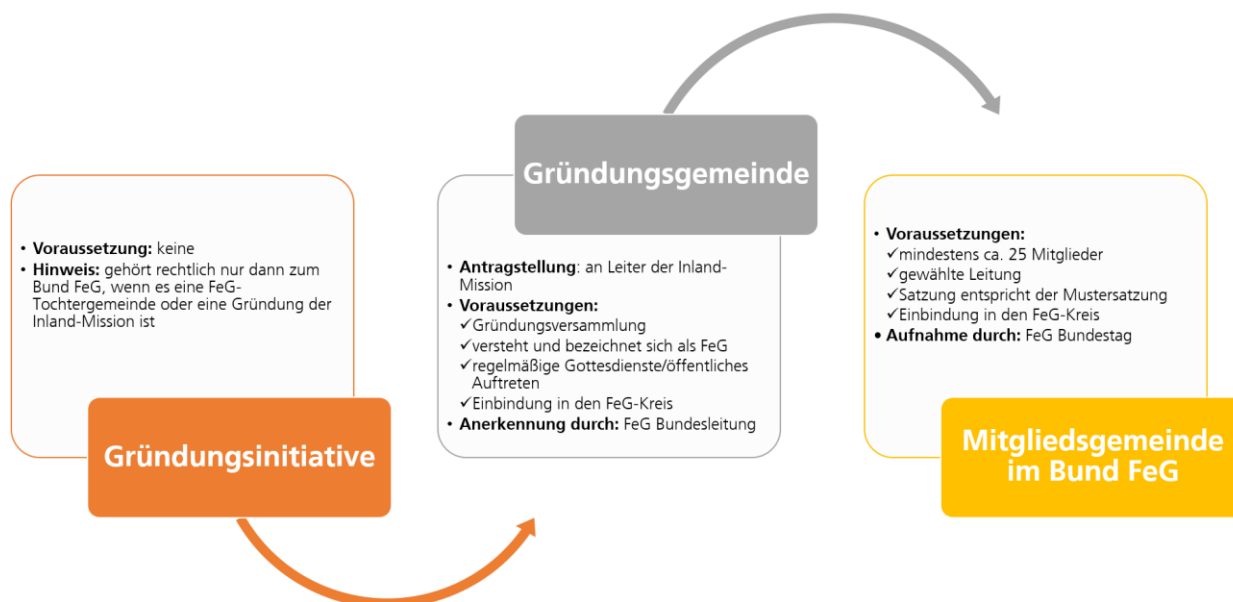 • Voraussetzung: keine
• Hinweis: gehört rechtlich nur dann zum
Bund FeG, wenn es eine FeG-
Tochtergemeinde oder eine Gründung der
Inland-Mission ist
Gründungsinitiative
Gründungsgemeinde
• Antragstellung: an Leiter der Inland-
Mission
• Voraussetzungen:
✓Gründungsversammlung
✓versteht und bezeichnet sich als FeG
✓regelmäßige Gottesdienste/öffentliches
Auftreten
✓Einbindung in den FeG-Kreis
• Anerkennung durch: FeG Bundesleitung
• Voraussetzungen:
✓mindestens ca. 25 Mitglieder
✓gewählte Leitung
✓Satzung entspricht der Mustersatzung
✓Einbindung in den FeG-Kreis
• Aufnahme durch: FeG Bundestag
Mitgliedsgemeinde
im Bund FeG